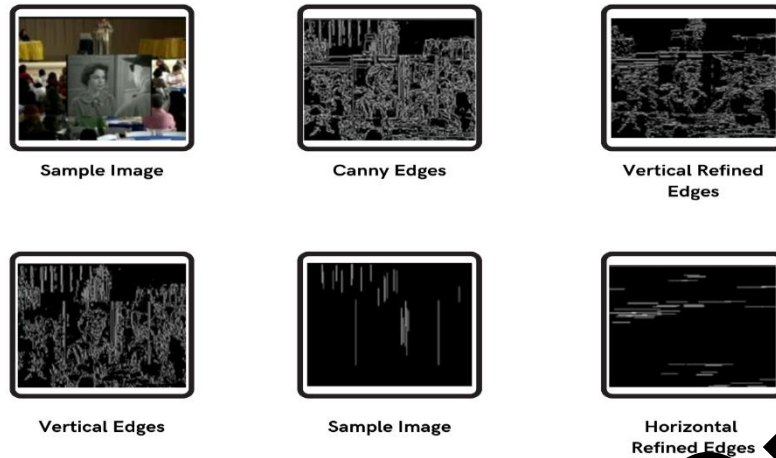 Sample Image
Canny Edges
Vertical Refined
Edges
Vertical Edges
Sample Image
Horizontal
Refined Edges